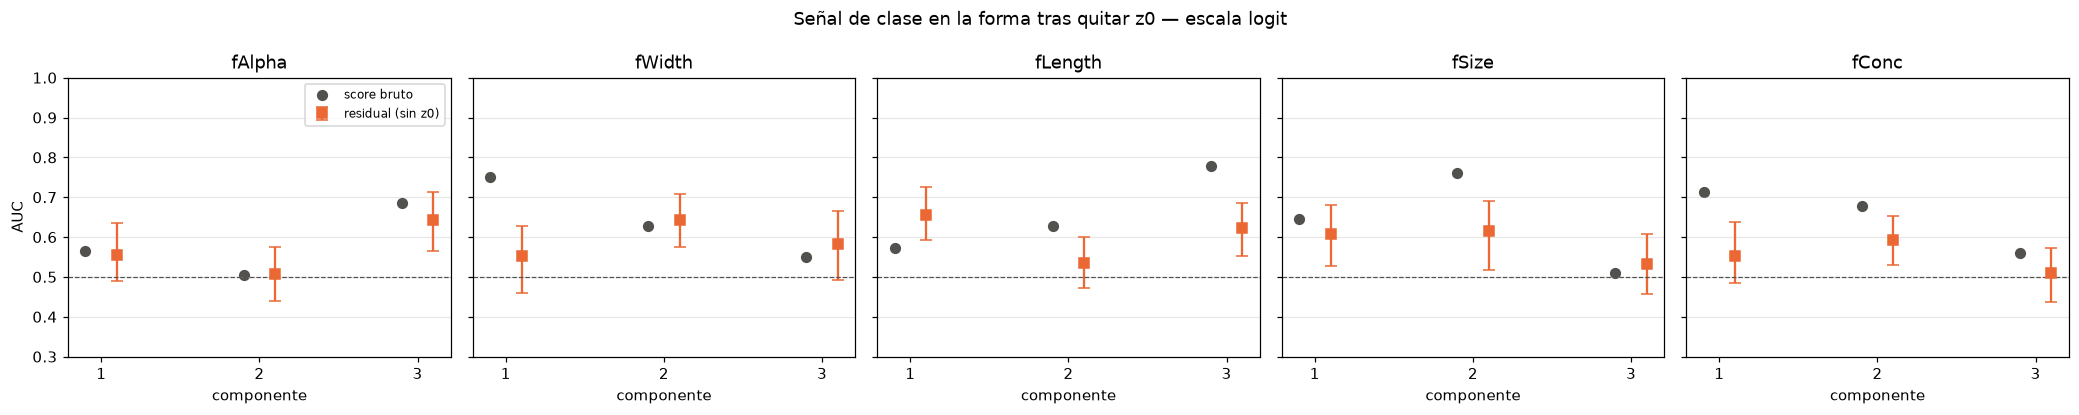 Señal de clase en la forma tras quitar z0 — escala logit
fAlpha
fWidth
fLength
fSize
fConc
score bruto
residual (sin z0)
AUC
1.0
0.9
0.8
0.7
0.6
0.5
0.4
0.3
1 2 3
1 2 3
1 2 3
1 2 3
1 2 3
componente
componente
componente
componente
componente